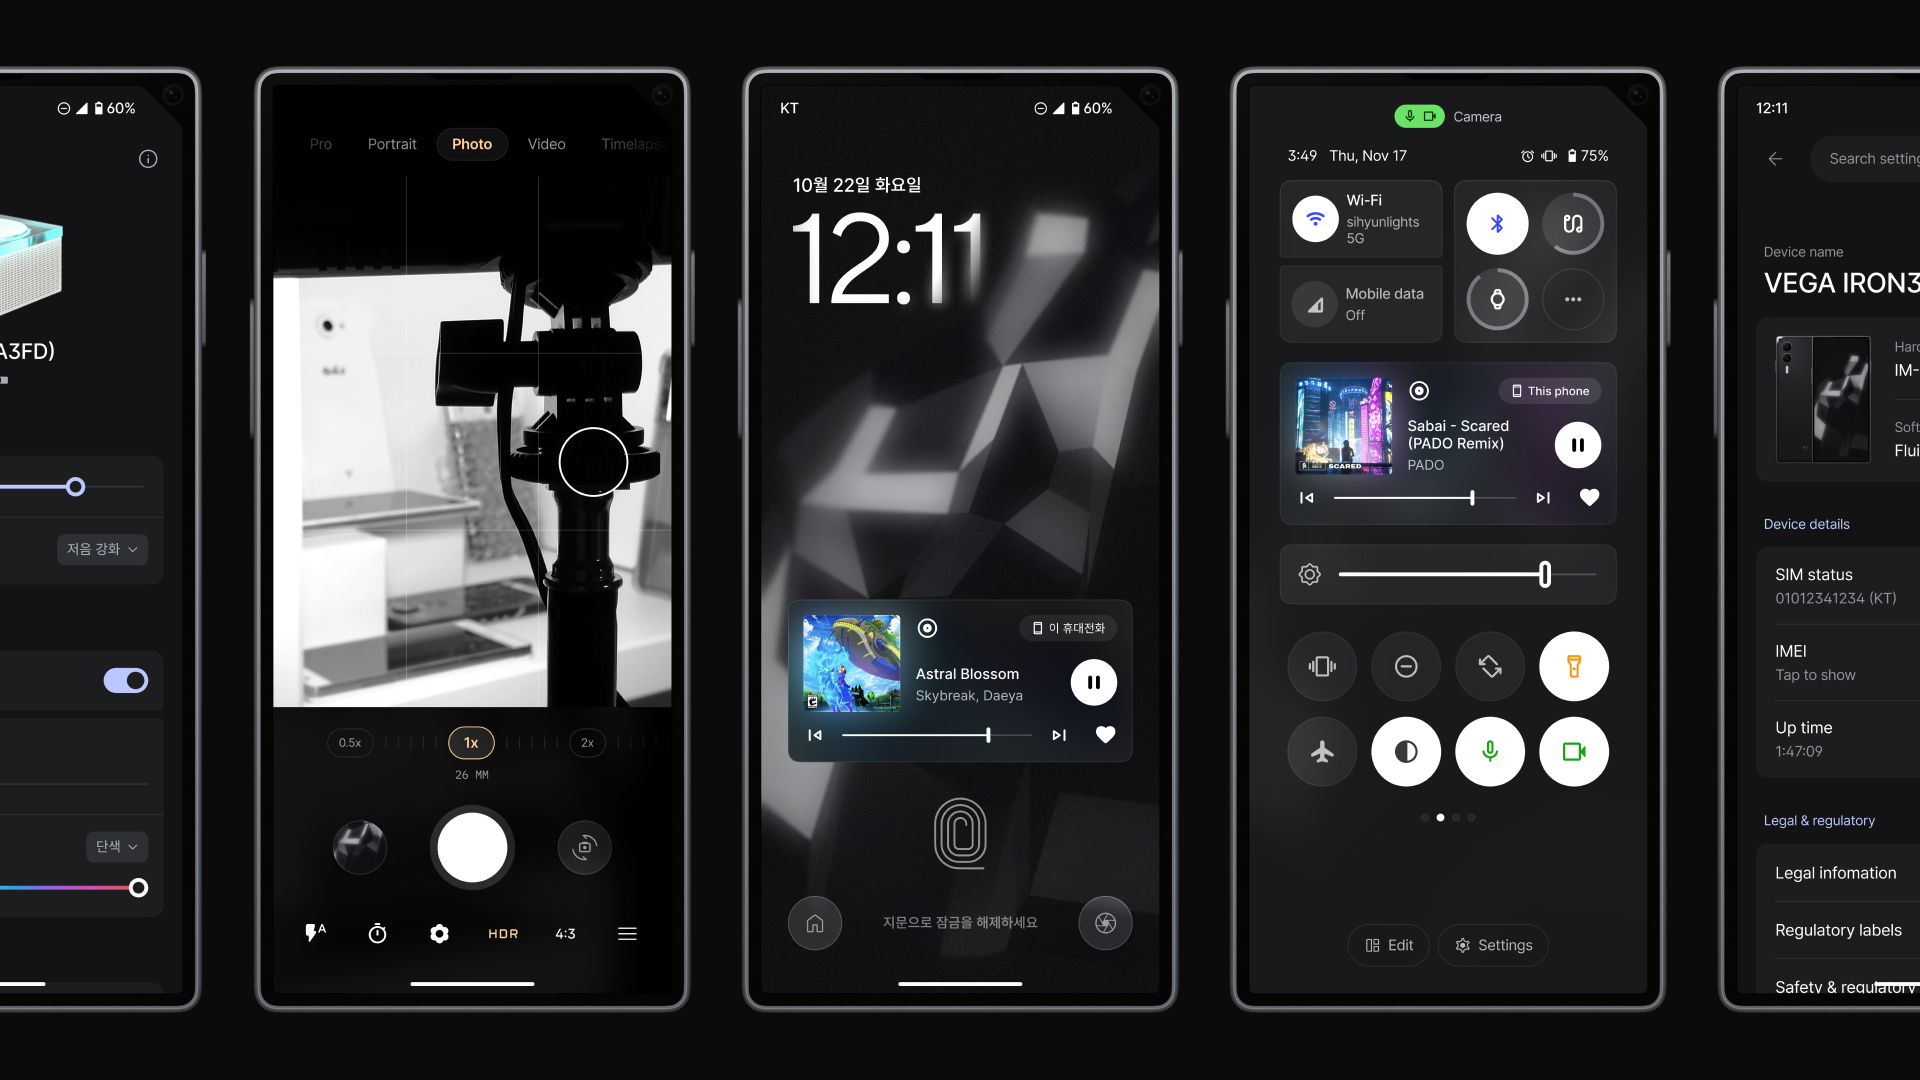 60%
A3FD)
저음 강화
단색
Pro
Portrait
Photo
Video
Timelapse
0.5x
1x
2x
26 MM
A
HDR
4:3
KT
60%
10월 22일 화요일
12:11
이 휴대전화
Astral Blossom
Skybreak, Daeya
지문으로 잠금을 해제하세요
Camera
3:49 Thu, Nov 17
75%
Wi-Fi
sihyunlights
5G
Mobile data
Off
This phone
SCARED
Sabai - Scared
(PADO Remix)
PADO
Edit
Settings
12:11
Search setting
Device name
VEGA IRON3
Hard
IM-
Soft
Flui
Device details
SIM status
01012341234 (KT)
IMEI
Tap to show
Up time
1:47:09
Legal & regulatory
Legal infomation
Regulatory labels
Safety & regulatory